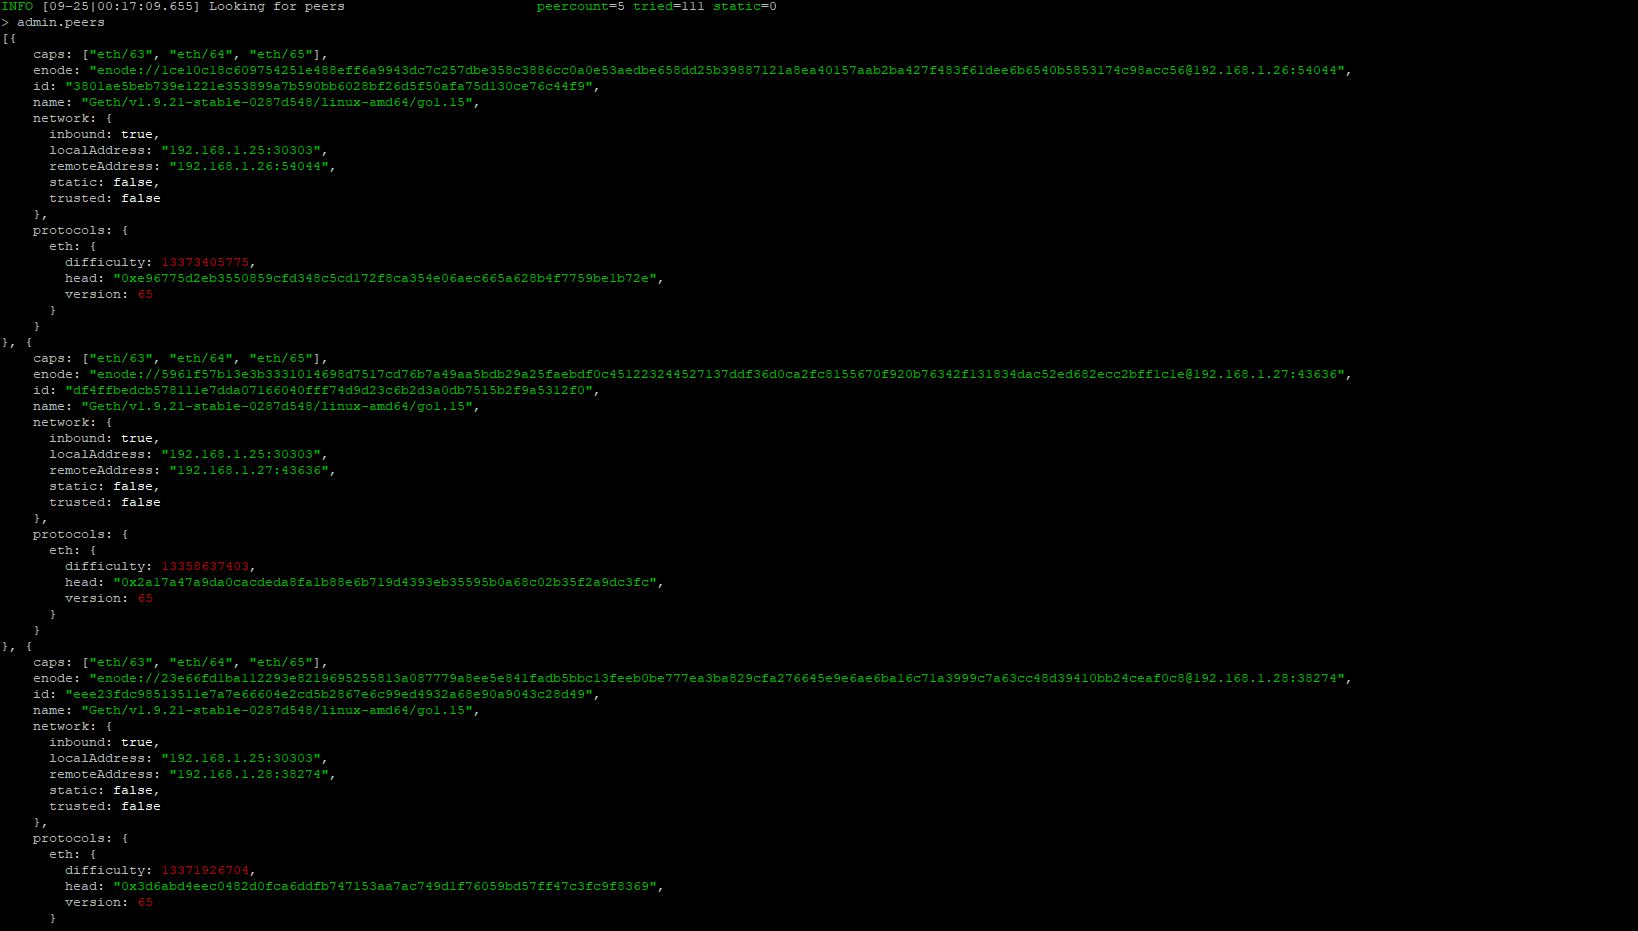 INFO [09-25|00:17:09.655] Looking for peers                        peercount=5 tried=111 static=0
> admin.peers
[{
    caps: ["eth/63", "eth/64", "eth/65"],
    enode: "enode://1ce10c18c609754251e488eff6a9943dc7c257dbe358c3886cc0a0e53aedbe658dd25b39887121a8ea40157aab2ba427f483f61dee6b6540b5853174c98acc56@192.168.1.26:54044",
    id: "3801ae5beb739e1221e353899a7b590bb6028bf26d5f50afa75d130ce76c44f9",
    name: "Geth/v1.9.21-stable-0287d548/linux-amd64/go1.15",
    network: {
      inbound: true,
      localAddress: "192.168.1.25:30303",
      remoteAddress: "192.168.1.26:54044",
      static: false,
      trusted: false
    },
    protocols: {
      eth: {
        difficulty: 13373405775,
        head: "0xe96775d2eb3550859cfd348c5cd172f8ca354e06aec665a628b4f7759be1b72e",
        version: 65
      }
    }
}, {
    caps: ["eth/63", "eth/64", "eth/65"],
    enode: "enode://5961f57b13e3b3331014698d7517cd76b7a49aa5bdb29a25faebdf0c451223244527137ddf36d0ca2fc8155670f920b76342f131834dac52ed682ecc2bff1c1e@192.168.1.27:43636",
    id: "df4ffbedcb578111e7dda07166040fff74d9d23c6b2d3a0db7515b2f9a5312f0",
    name: "Geth/v1.9.21-stable-0287d548/linux-amd64/go1.15",
    network: {
      inbound: true,
      localAddress: "192.168.1.25:30303",
      remoteAddress: "192.168.1.27:43636",
      static: false,
      trusted: false
    },
    protocols: {
      eth: {
        difficulty: 13358637403,
        head: "0x2a17a47a9da0cacdeda8fa1b88e6b719d4393eb35595b0a68c02b35f2a9dc3fc",
        version: 65
      }
    }
}, {
    caps: ["eth/63", "eth/64", "eth/65"],
    enode: "enode://23e66fd1ba112293e8219695255813a087779a8ee5e841fadb5bbc13feeb0be777ea3ba829cfa276645e9e6ae6ba16c71a3999c7a63cc48d39410bb24ceaf0c8@192.168.1.28:38274",
    id: "eee23fdc98513511e7a7e66604e2cd5b2867e6c99ed4932a68e90a9043c28d49",
    name: "Geth/v1.9.21-stable-0287d548/linux-amd64/go1.15",
    network: {
      inbound: true,
      localAddress: "192.168.1.25:30303",
      remoteAddress: "192.168.1.28:38274",
      static: false,
      trusted: false
    },
    protocols: {
      eth: {
        difficulty: 13371926704,
        head: "0x3d6abd4eec0482d0fca6ddfb747153aa7ac749d1f76059bd57ff47c3fc9f8369",
        version: 65
      }